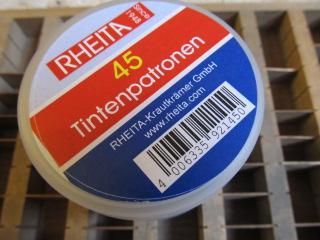 RHEITA
Since
1948
45
Tintenpatronen
RHEITA-Krautkrämer GmbH
www.rheita.com
4 006335 921450